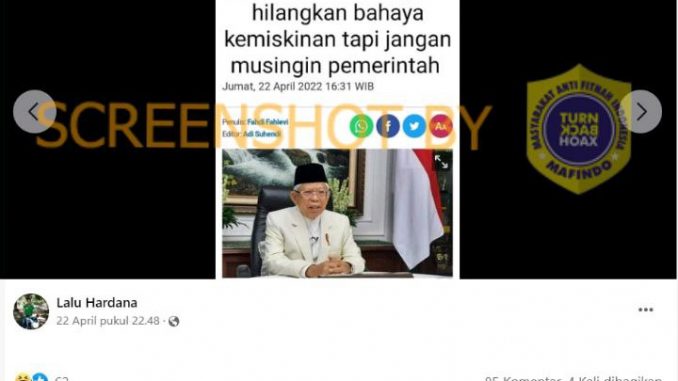 hilangkan bahaya
kemiskinan tapi jangan
musingin pemerintah
Jumat, 22 April 2022 16:31 WIB
SCREENSHOT BY
Penulis: Fahdi Fahlevi
Editor: Adi Suhendi
AA
MASYARAKAT ANTI FITNAH INDONESIA
TURN
BACK
HOAX
MAFINDO
Lalu Hardana
22 April pukul 22.48
85 Komentar 4 Kali dibagikan